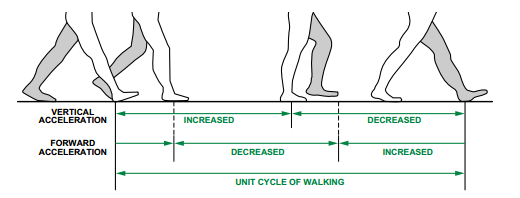 VERTICAL
ACCELERATION
INCREASED
DECREASED
FORWARD
ACCELERATION
DECREASED
INCREASED
UNIT CYCLE OF WALKING